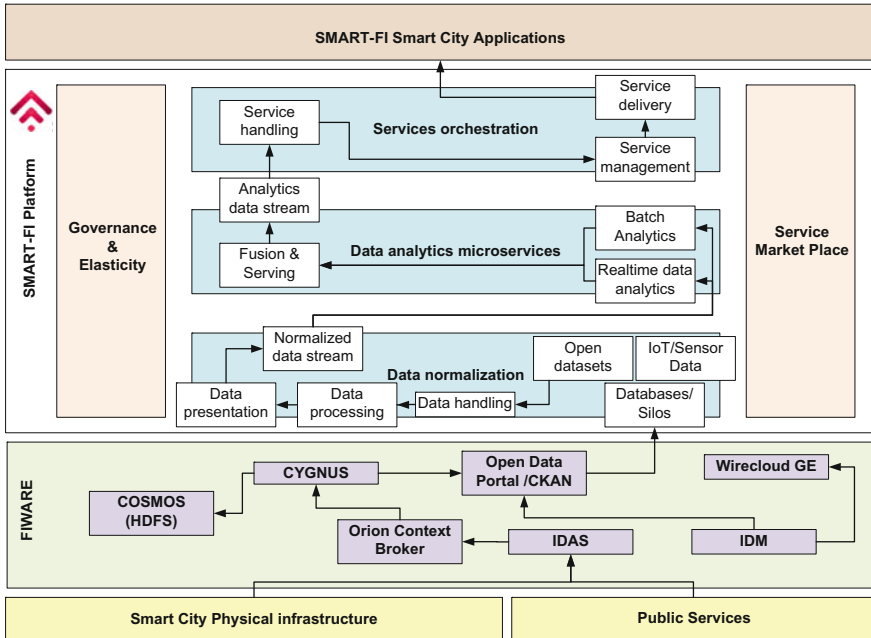 SMART-FI Smart City Applications
SMART-FI Platform
Governance
&
Elasticity
Service
handling
Services orchestration
Service
delivery
Service
management
Analytics
data stream
Fusion &
Serving
Data analytics microservices
Batch
Analytics
Realtime data
analytics
Normalized
data stream
Data normalization
Open
datasets
IoT/Sensor
Data
Data
presentation
Data
processing
Data handling
Databases/
Silos
Service
Market Place
FIWARE
COSMOS
(HDFS)
CYGNUS
Open Data
Portal /CKAN
Wirecloud GE
Orion Context
Broker
IDAS
IDM
Smart City Physical infrastructure
Public Services